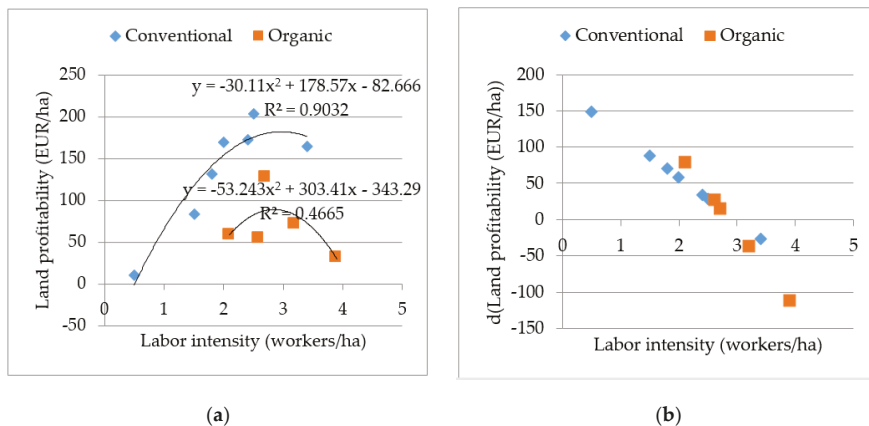 Conventional Organic
250
200
150
100
50
0
-50
y = -30.11x² + 178.57x - 82.666
R² = 0.9032
y = -53.243x² + 303.41x - 343.29
R² = 0.4665
0 1 2 3 4 5
Land profitability (EUR/ha)
Labor intensity (workers/ha)
(a)
Conventional Organic
200
150
100
50
0
-50
-100
-150
0 1 2 3 4 5
d(Land profitability (EUR/ha))
Labor intensity (workers/ha)
(b)